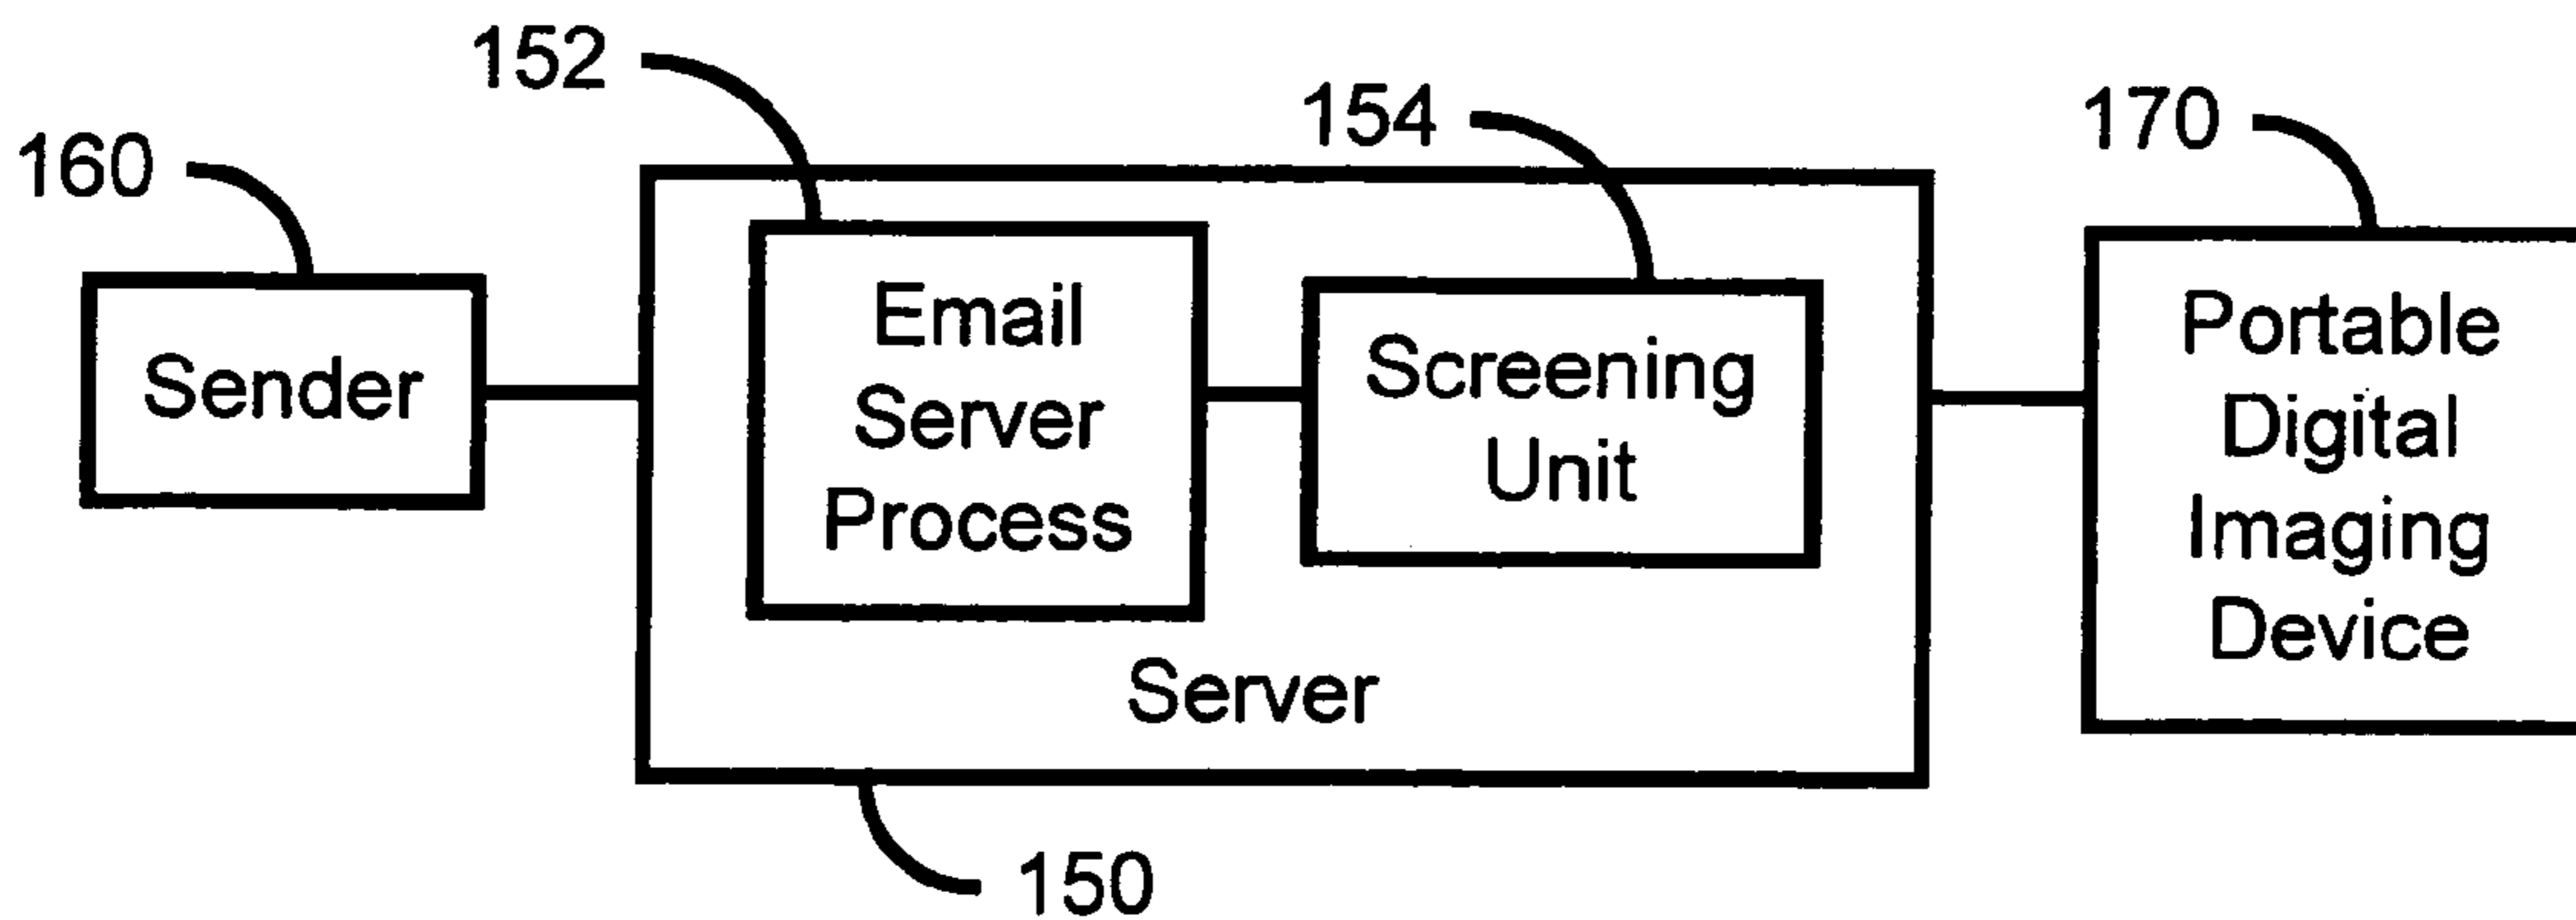 152
154
170
160
Email
Server
Process
Screening
Unit
Sender
Portable
Digital
Imaging
Device
Server
150